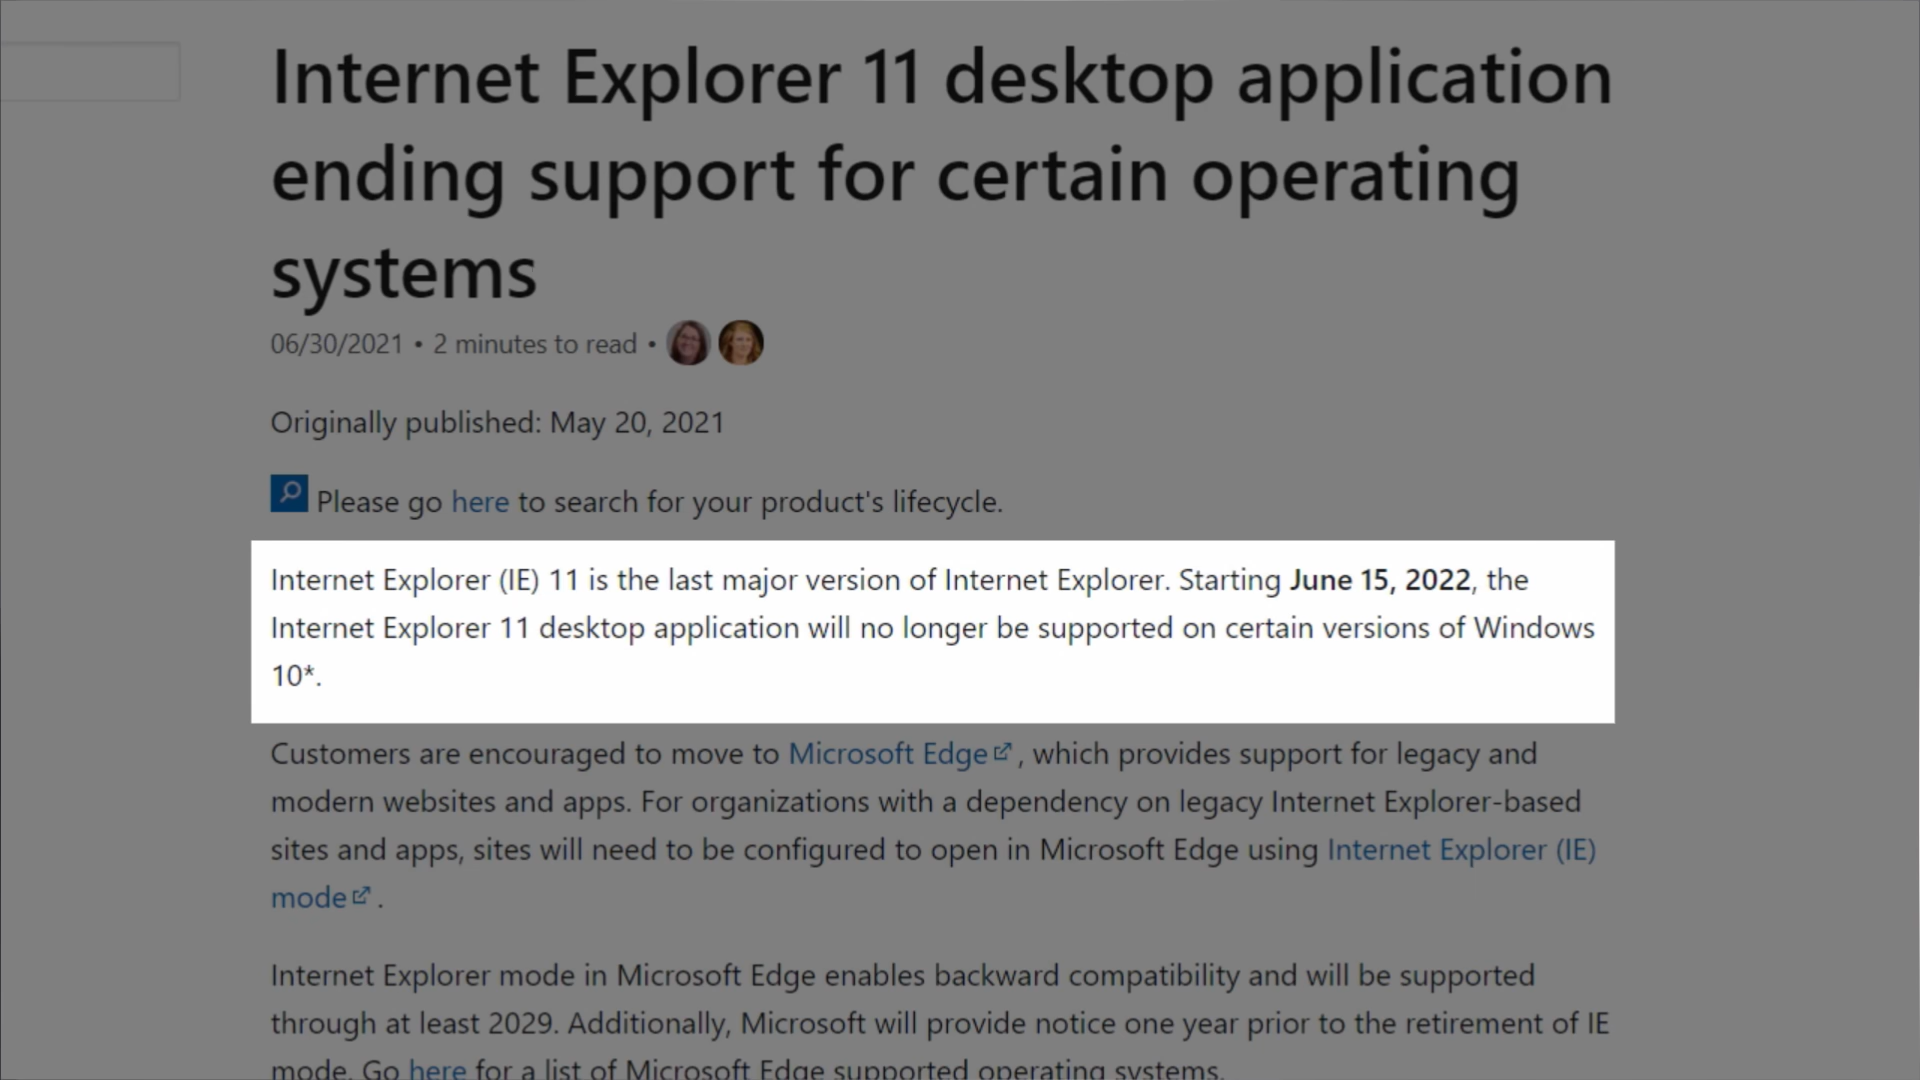 Internet Explorer 11 desktop application
ending support for certain operating
systems
06/30/2021 • 2 minutes to read •
Originally published: May 20, 2021
Please go here to search for your product's lifecycle.
Internet Explorer (IE) 11 is the last major version of Internet Explorer. Starting June 15, 2022, the
Internet Explorer 11 desktop application will no longer be supported on certain versions of Windows
10*.
Customers are encouraged to move to Microsoft Edge , which provides support for legacy and
modern websites and apps. For organizations with a dependency on legacy Internet Explorer-based
sites and apps, sites will need to be configured to open in Microsoft Edge using Internet Explorer (IE)
mode .
Internet Explorer mode in Microsoft Edge enables backward compatibility and will be supported
through at least 2029. Additionally, Microsoft will provide notice one year prior to the retirement of IE
mode. Go here for a list of Microsoft Edge supported operating systems.